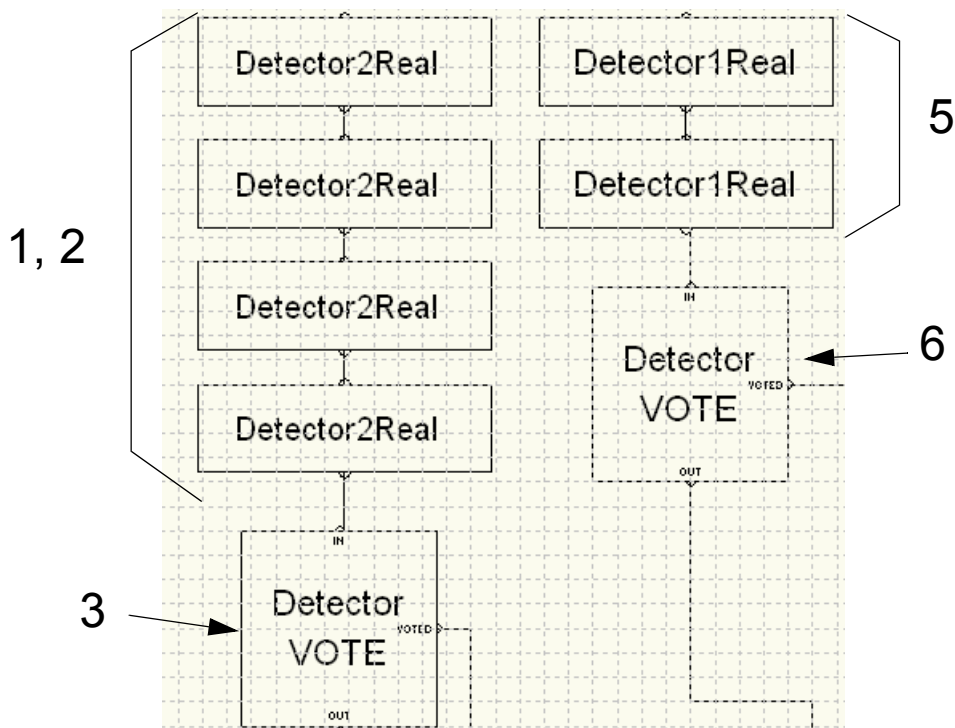 Detector2Real
Detector1Real
5
Detector2Real
Detector1Real
1, 2
Detector2Real
IN
Detector
VOTE
VOTED
OUT
6
Detector2Real
IN
Detector
VOTE
VOTED
OUT
3